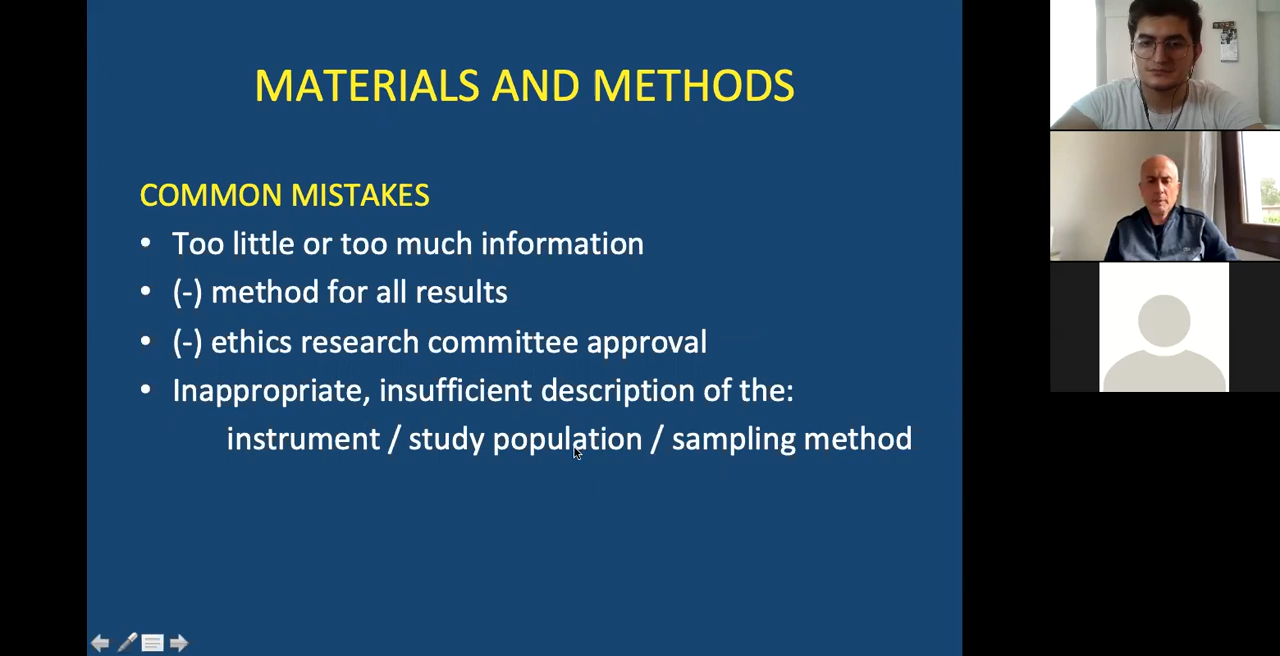 MATERIALS AND METHODS
COMMON MISTAKES
• Too little or too much information
• (-) method for all results
• (-) ethics research committee approval
• Inappropriate, insufficient description of the:
instrument / study population / sampling method